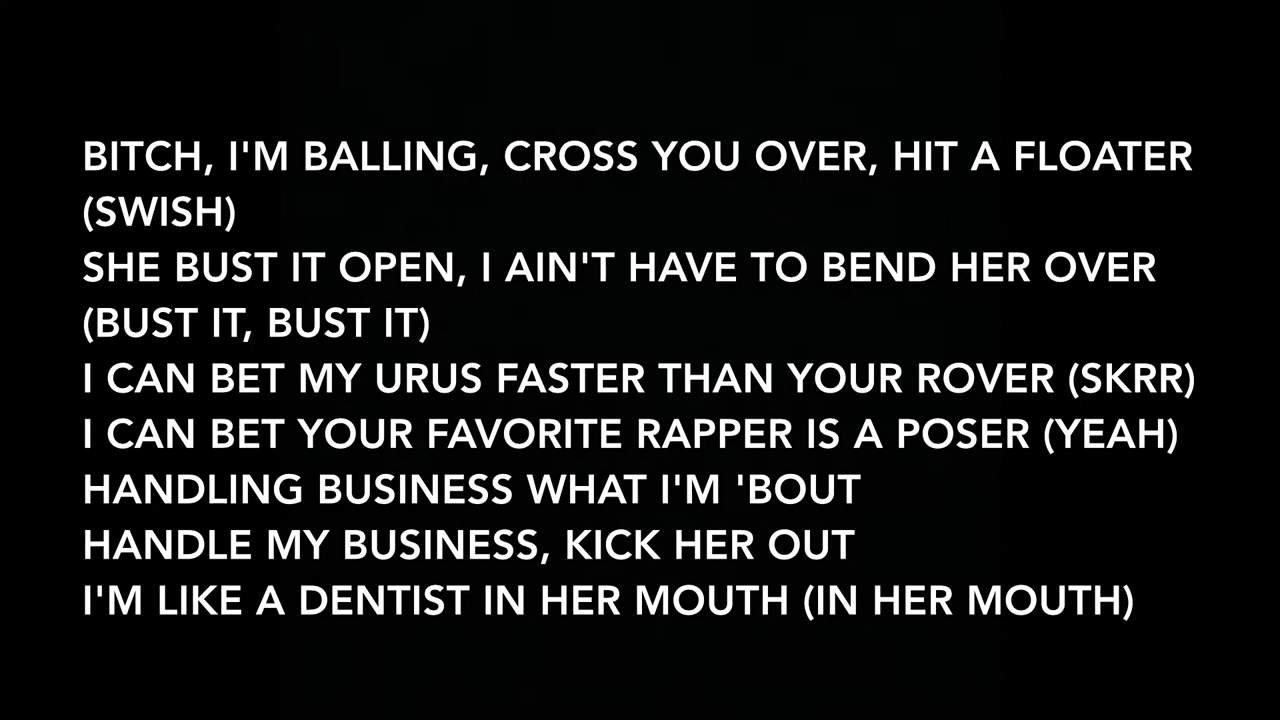 BITCH, I'M BALLING, CROSS YOU OVER, HIT A FLOATER
(SWISH)
SHE BUST IT OPEN, I AIN'T HAVE TO BEND HER OVER
(BUST IT, BUST IT)
I CAN BET MY URUS FASTER THAN YOUR ROVER (SKRR)
I CAN BET YOUR FAVORITE RAPPER IS A POSER (YEAH)
HANDLING BUSINESS WHAT I'M 'BOUT
HANDLE MY BUSINESS, KICK HER OUT
I'M LIKE A DENTIST IN HER MOUTH (IN HER MOUTH)